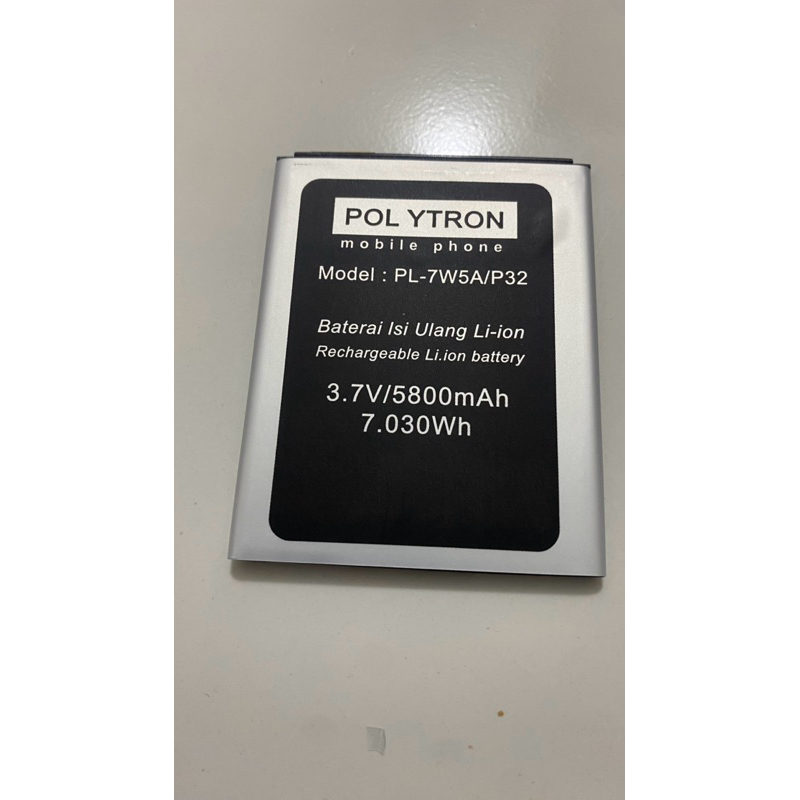 POL YTRON
mobile phone
Model : PL-7W5A/P32
Baterai Isi Ulang Li-ion
Rechargeable Li.ion battery
3.7V/5800mAh
7.030Wh